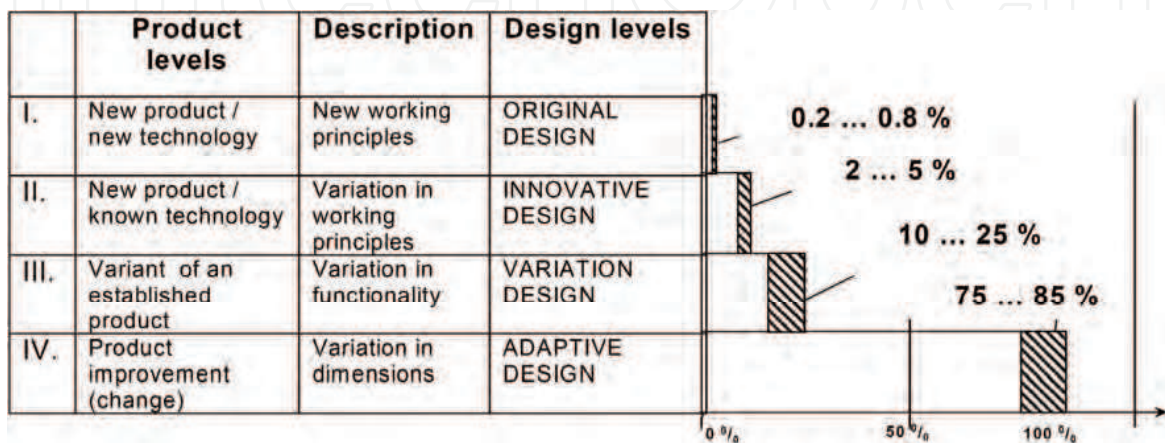 Product levels
Description
Design levels
I.
New product /
new technology
New working
principles
ORIGINAL
DESIGN
0.2 ... 0.8 %
II.
New product /
known technology
Variation in
working
principles
INNOVATIVE
DESIGN
2 ... 5 %
III.
Variant of an
established
product
Variation in
functionality
VARIATION
DESIGN
10 ... 25 %
IV.
Product
improvement
(change)
Variation in
dimensions
ADAPTIVE
DESIGN
75 ... 85 %
0 %
50 %
100 %